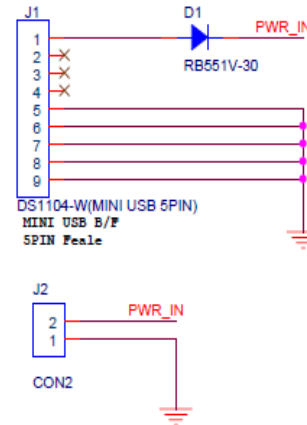 J1
D1
PWR_IN
1
2
3
4
5
6
7
8
9
RB551V-30
DS1104-W(MINI USB 5PIN)
MINI USB B/F
5PIN Feale
J2
PWR_IN
2
1
CON2